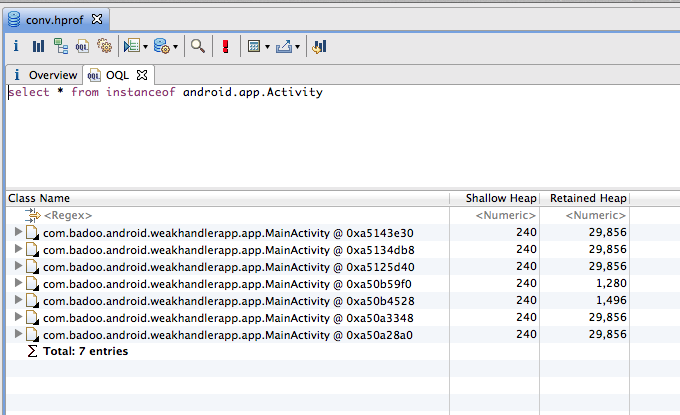 conv.hprof
i OQL
i Overview OQL OQL
select * from instanceof android.app.Activity
Class Name Shallow Heap Retained Heap
<Regex> <Numeric> <Numeric>
com.badoo.android.weakhandlerapp.app.MainActivity @ 0xa5143e30 240 29,856
com.badoo.android.weakhandlerapp.app.MainActivity @ 0xa5134db8 240 29,856
com.badoo.android.weakhandlerapp.app.MainActivity @ 0xa5125d40 240 29,856
com.badoo.android.weakhandlerapp.app.MainActivity @ 0xa50b59f0 240 1,280
com.badoo.android.weakhandlerapp.app.MainActivity @ 0xa50b4528 240 1,496
com.badoo.android.weakhandlerapp.app.MainActivity @ 0xa50a3348 240 29,856
com.badoo.android.weakhandlerapp.app.MainActivity @ 0xa50a28a0 240 29,856
Σ Total: 7 entries